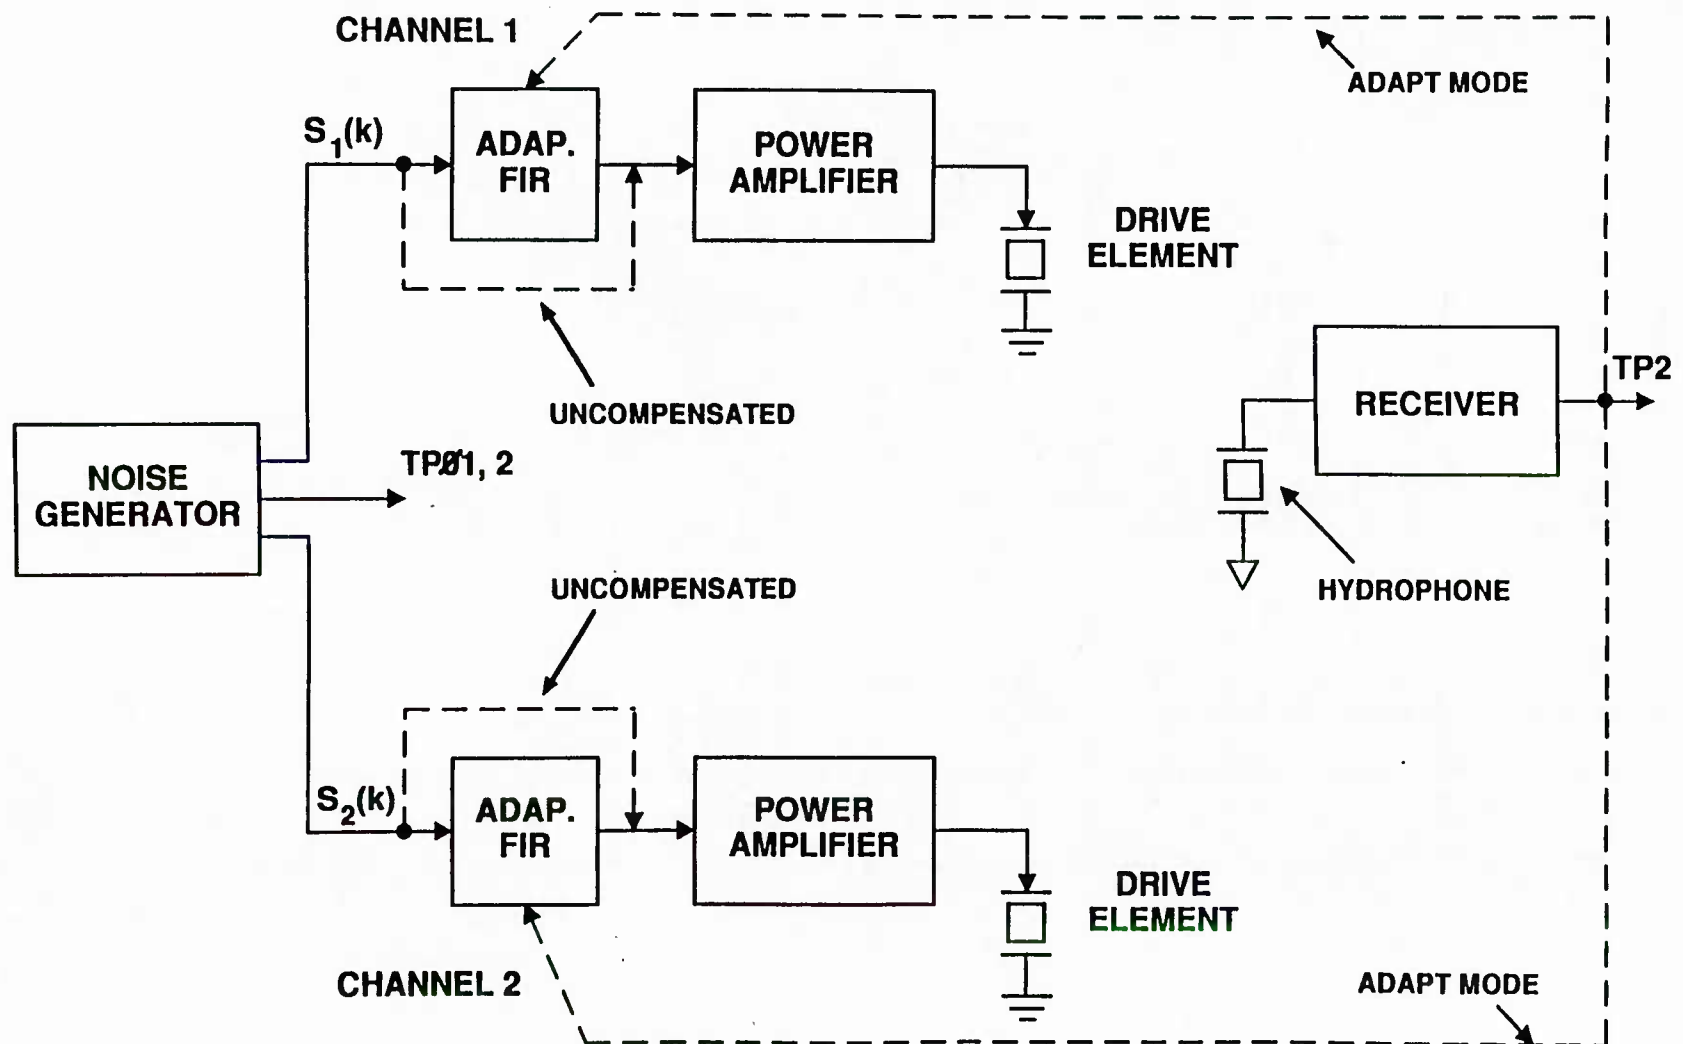 CHANNEL 1
ADAPT MODE
S1(k)
ADAP.
FIR
POWER
AMPLIFIER
DRIVE
ELEMENT
UNCOMPENSATED
RECEIVER
TP2
NOISE
GENERATOR
TPØ1, 2
HYDROPHONE
UNCOMPENSATED
S2(k)
ADAP.
FIR
POWER
AMPLIFIER
DRIVE
ELEMENT
CHANNEL 2
ADAPT MODE